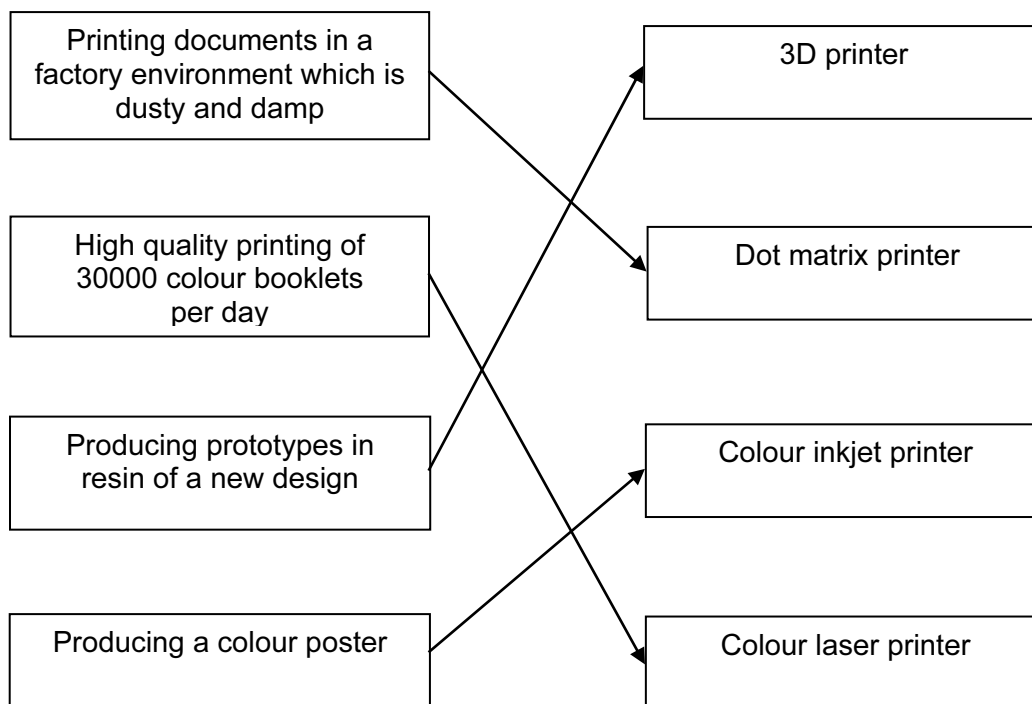 Printing documents in a
factory environment which is
dusty and damp
3D printer
High quality printing of
30000 colour booklets
per day
Dot matrix printer
Producing prototypes in
resin of a new design
Colour inkjet printer
Producing a colour poster
Colour laser printer